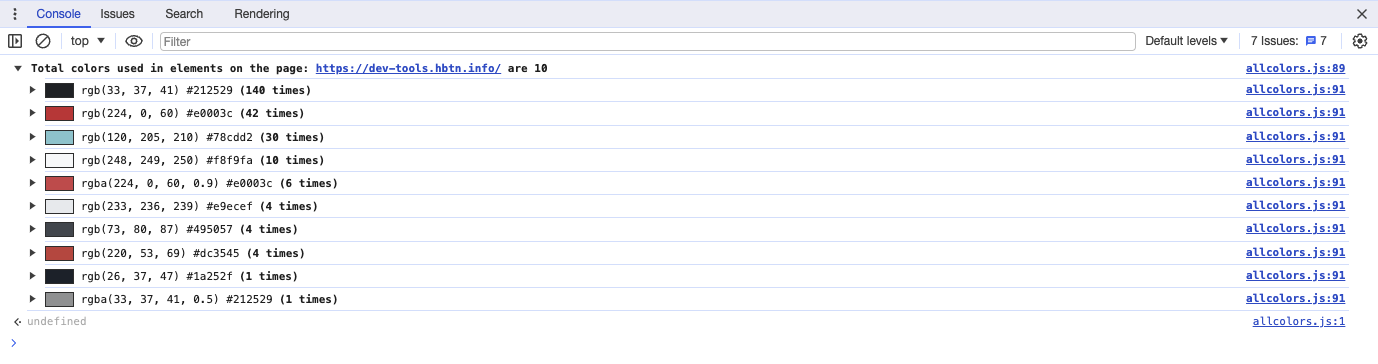 Console Issues Search Rendering
top Filter Default levels 7 Issues: 7
Total colors used in elements on the page: https://dev-tools.hbtn.info/ are 10 allcolors.js:89
rgb(33, 37, 41) #212529 (140 times) allcolors.js:91
rgb(224, 0, 60) #e0003c (42 times) allcolors.js:91
rgb(120, 205, 210) #78cdd2 (30 times) allcolors.js:91
rgb(248, 249, 250) #f8f9fa (10 times) allcolors.js:91
rgba(224, 0, 60, 0.9) #e0003c (6 times) allcolors.js:91
rgb(233, 236, 239) #e9ecef (4 times) allcolors.js:91
rgb(73, 80, 87) #495057 (4 times) allcolors.js:91
rgb(220, 53, 69) #dc3545 (4 times) allcolors.js:91
rgb(26, 37, 47) #1a252f (1 times) allcolors.js:91
rgba(33, 37, 41, 0.5) #212529 (1 times) allcolors.js:91
undefined allcolors.js:1